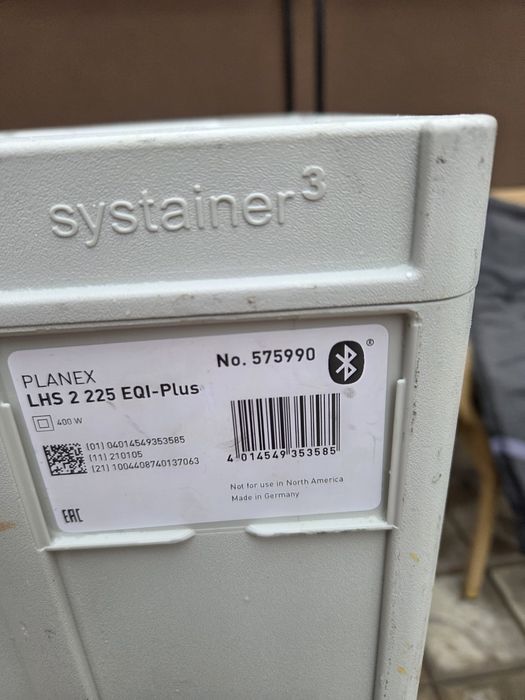 systainer³
PLANEX
LHS 2 225 EQI-Plus
No. 575990
®
400 W
(01) 04014549353585
(11) 210105
(21) 1004408740137063
4 014549 353585
Not for use in North America
Made in Germany
EAC